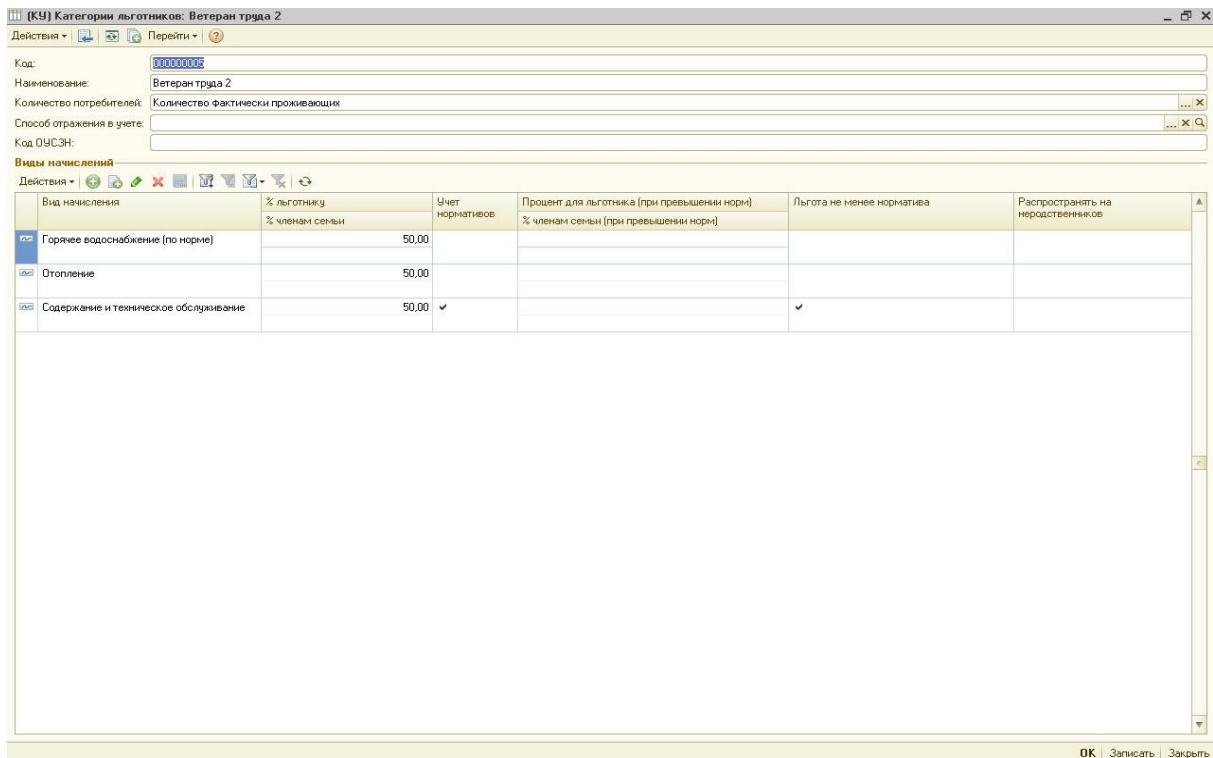 (КУ) Категории льготников: Ветеран труда 2
Действия Перейти
Код: 000000005
Наименование: Ветеран труда 2
Количество потребителей: Количество фактически проживающих
Способ отражения в учете:
Код ОУСЗН:
Виды начислений
Действия
Вид начисления % льготнику Учет нормативов Процент для льготника (при превышении норм) Льгота не менее норматива Распространять на неродственников
% членам семьи % членам семьи (при превышении норм)
Горячее водоснабжение (по норме) 50,00
Отопление 50,00
Содержание и техническое обслуживание 50,00
OK Записать Закрыть